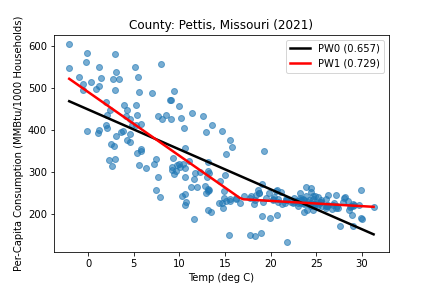 County: Pettis, Missouri (2021)
Per-Capita Consumption (MMBtu/1000 Households)
600
500
400
300
200
PW0 (0.657)
PW1 (0.729)
0 5 10 15 20 25 30
Temp (deg C)